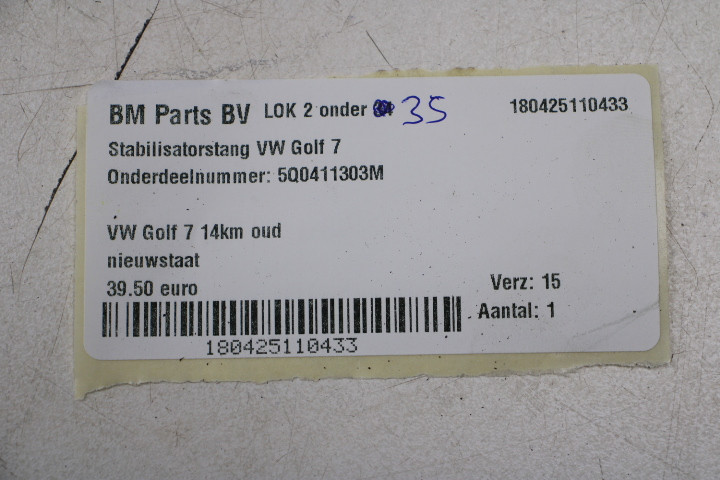 BM Parts BV LOK 2 onder 35 180425110433
Stabilisatorstang VW Golf 7
Onderdeelnummer: 5Q0411303M
VW Golf 7 14km oud
nieuwstaat
39.50 euro Verz: 15
Aantal: 1
180425110433